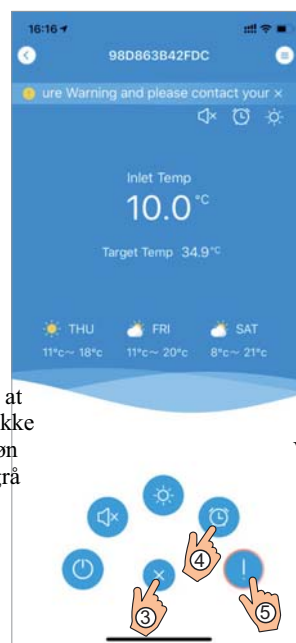 16:16
98D863B42FDC
ure Warning and please contact your ×
Inlet Temp
10.0°C
Target Temp 34.9°C
THU FRI SAT
11°c~ 18°c 11°c~ 20°c 8°c~ 21°c
at
kke
øn
rå
③ ④ ⑤